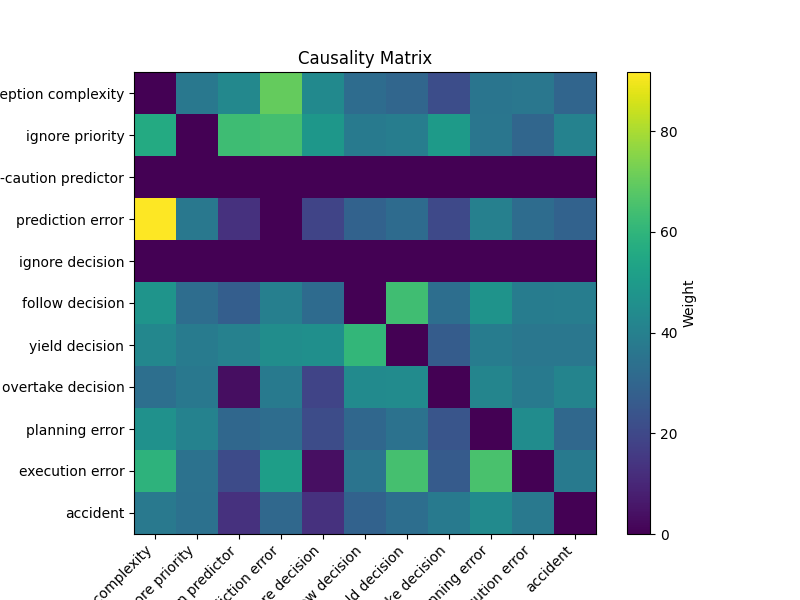 Causality Matrix
eption complexity
ignore priority
-caution predictor
prediction error
ignore decision
follow decision
yield decision
overtake decision
planning error
execution error
accident
complexity
ore priority
n predictor
diction error
re decision
w decision
ld decision
ke decision
nning error
ution error
accident
80
60
40
20
0
Weight